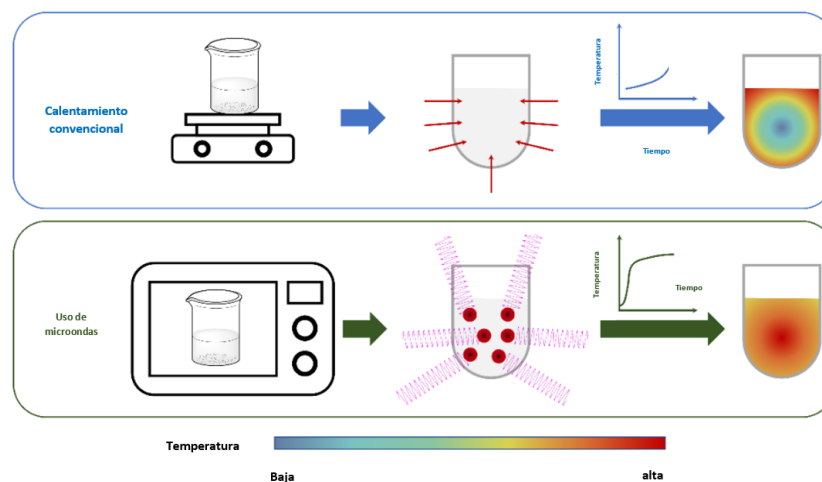 Calentamiento
convencional
Temperatura
Tiempo
Uso de
microondas
Temperatura
Tiempo
Temperatura
Baja
alta